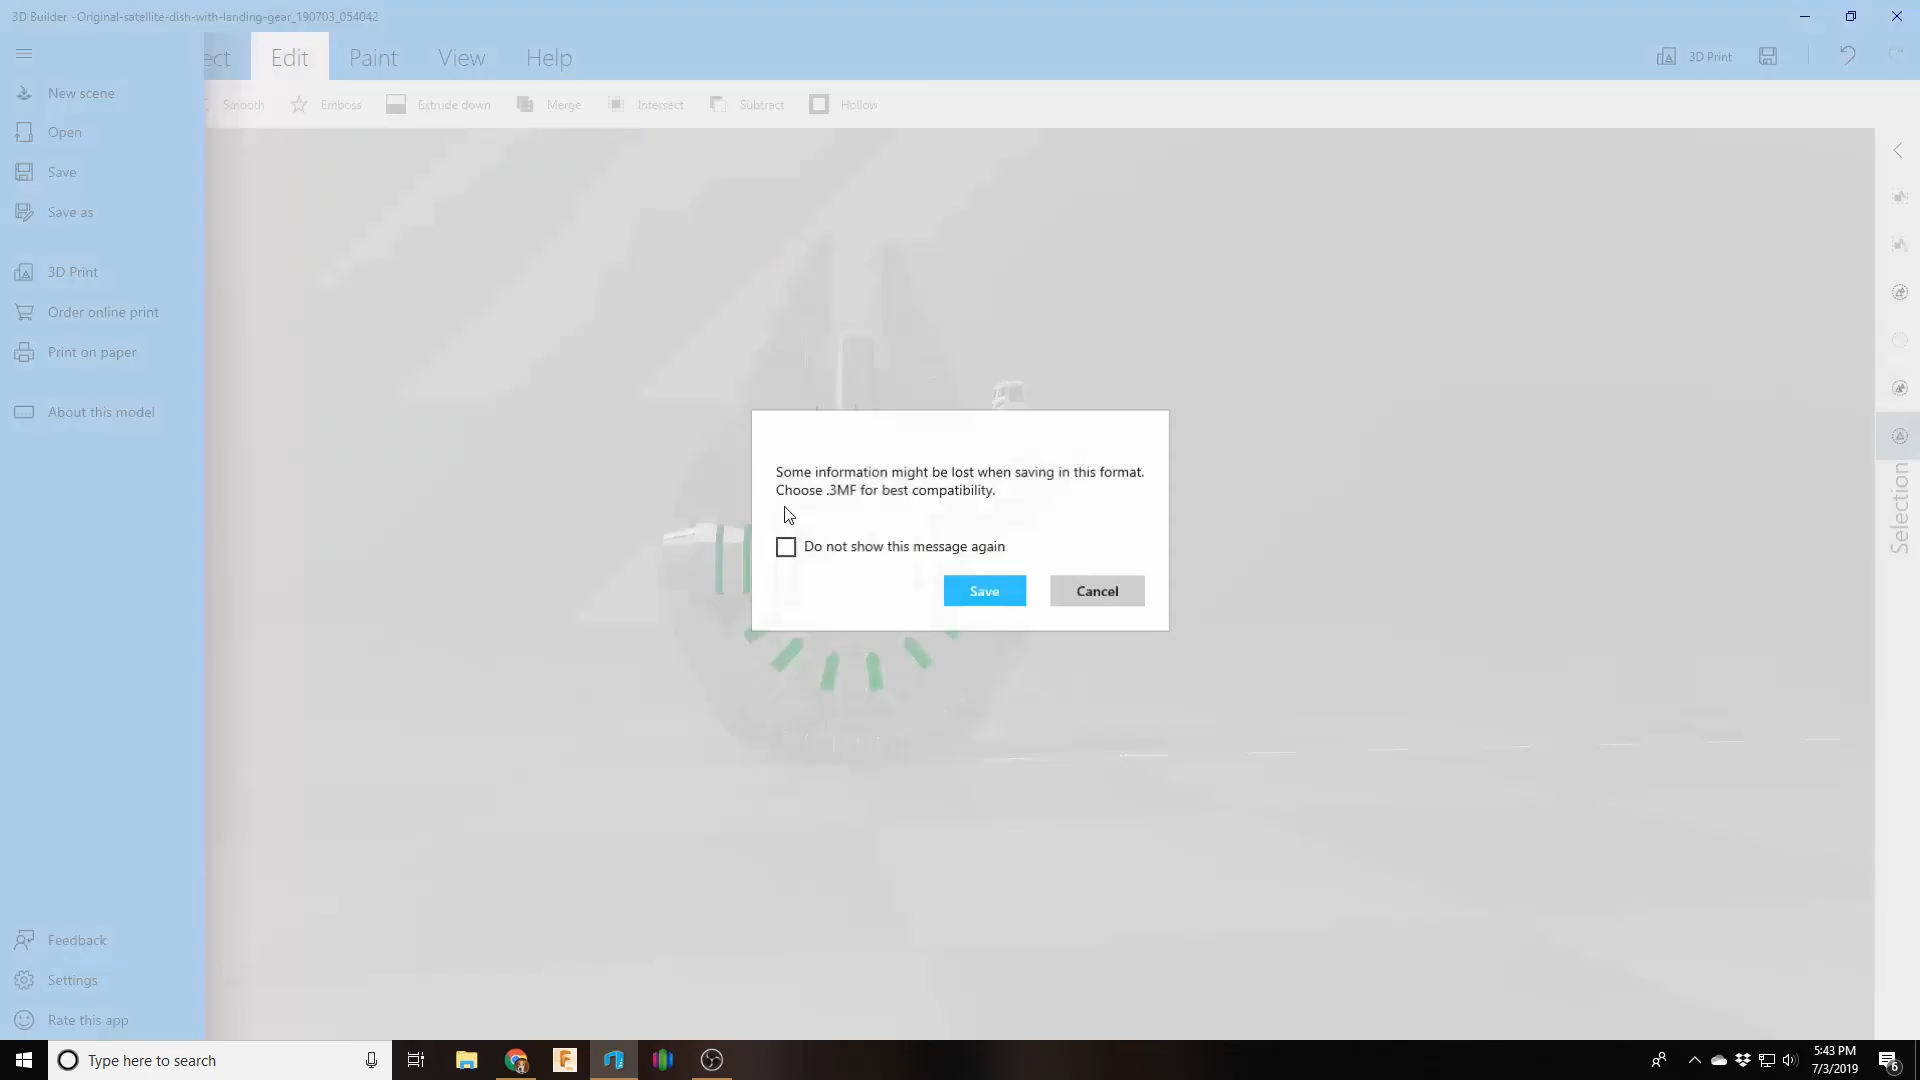 3D Builder - Original-satellite-dish-with-landing-gear_190703_054042
ect Edit Paint View Help
3D Print
Smooth Emboss Extrude down Merge Intersect Subtract Hollow
New scene
Open
Save
Save as
3D Print
Order online print
Print on paper
About this model
Some information might be lost when saving in this format.
Choose .3MF for best compatibility.
Do not show this message again
Save Cancel
Selection
Feedback
Settings
Rate this app
Type here to search
5:43 PM
7/3/2019
6